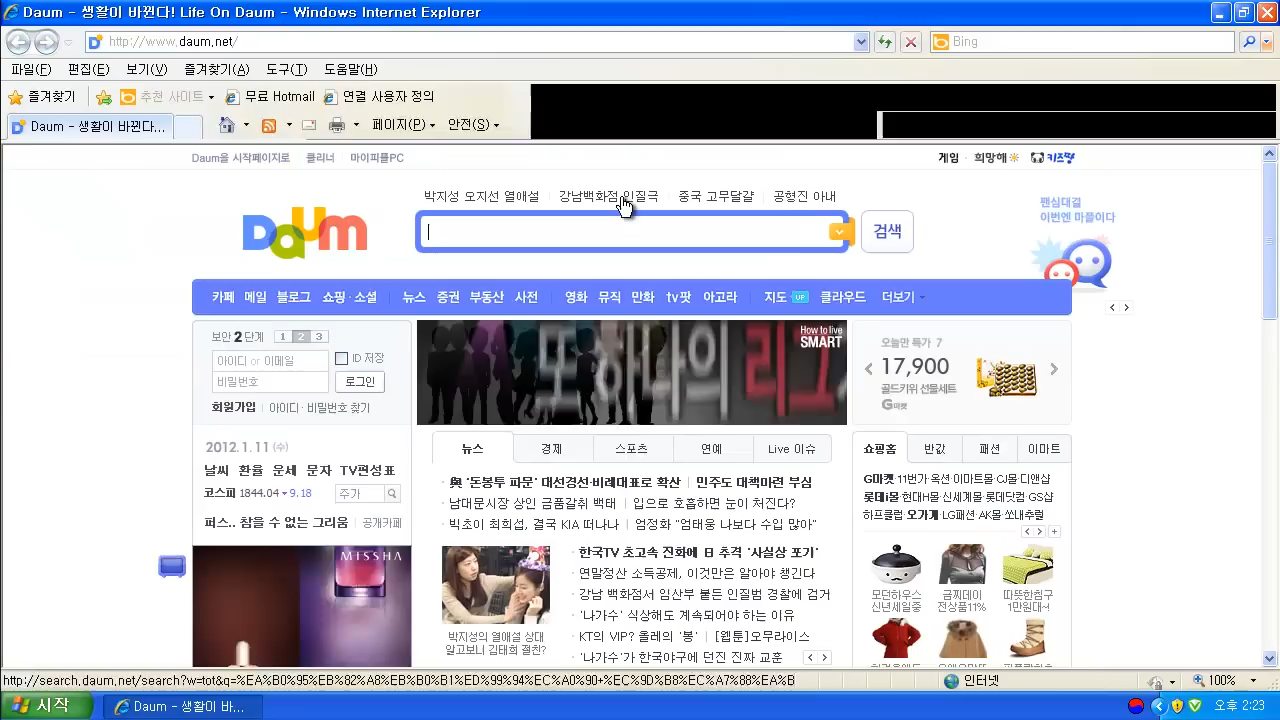 Daum - 생활이 바뀐다! Life On Daum - Windows Internet Explorer
http://www.daum.net/
Bing
파일(F) 편집(E) 보기(V) 즐겨찾기(A) 도구(T) 도움말(H)
즐겨찾기 추천 사이트 무료 Hotmail 연결 사용자 정의
Daum - 생활이 바뀐다... 페이지(P) 안전(S)
Daum을 시작페이지로 클리너 마이피플PC
게임 희망해 키즈짱
박지성 오지선 열애설 강남백화점 인질극 중국 고무달걀 공형진 아내
팬심대결
이번엔 마플이다
Daum
검색
카페 메일 블로그 쇼핑·소셜 뉴스 증권 부동산 사전 영화 뮤직 만화 tv팟 아고라 지도 UP 클라우드 더보기
보안 2단계 1 2 3
아이디 or 이메일 ID 저장
비밀번호 로그인
회원가입 아이디·비밀번호 찾기
How to live
SMART
또 하나의 리그
오늘만 특가 7
17,900
골드키위 선물세트
G마켓
2012.1.11 (수)
날씨 환율 운세 문자 TV편성표
코스피 1844.04 9.18 주가
퍼스.. 참을 수 없는 그리움 공개카페
MISSHA
뉴스 경제 스포츠 연예 Live 이슈
與 '돈봉투 파문' 대선경선·비례대표로 확산 민주도 대책마련 부심
남대문시장 상인 금품갈취 백태 입으로 호흡하면 눈이 처진다?
빅초이 최희섭, 결국 KIA 떠나나 엄정화 "엄태웅 나보다 수입 많아"
한국TV 초고속 진화에 日 추격 '사실상 포기'
연말정산 소득공제, 이것만은 알아야 챙긴다
강남 백화점서 임산부 붙든 인질범 경찰에 검거
'나가수' 식상해도 계속되어야 하는 이유
KT의 VIP? 올레의 '봉' [웹툰]오무라이스
'나가수'가 한국야구에 던진 진짜 교훈
박지성의 열애설 상대
알고보니 김태희 절친?
쇼핑홈 반값 패션 이마트
G마켓·11번가·옥션·이마트몰·CJ몰·디앤샵
롯데i몰·현대H몰·신세계몰·롯데닷컴·GS샵
하프클럽·오가게·LG패션·AK몰·쏘내추럴
모던하우스
신년세일중
금찌데이
전상품11%
따뜻한침구
1만원대~!
http://search.daum.net/search?w=tot&q=%EA%B0%95%EB%82%A8%EB%B0%B1%ED%99%94%EC%A0%90+%EC%9D%B8%EC%A7%88%EA%B
인터넷 100%
시작 Daum - 생활이 바... 오후 2:23